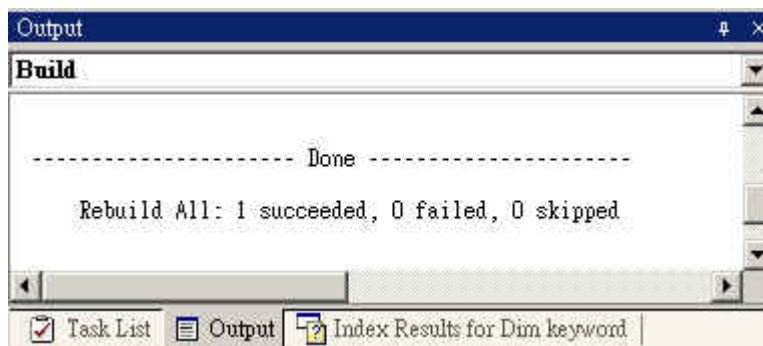 Output
Build
---------------------- Done ----------------------
Rebuild All: 1 succeeded, 0 failed, 0 skipped
Task List
Output
Index Results for Dim keyword